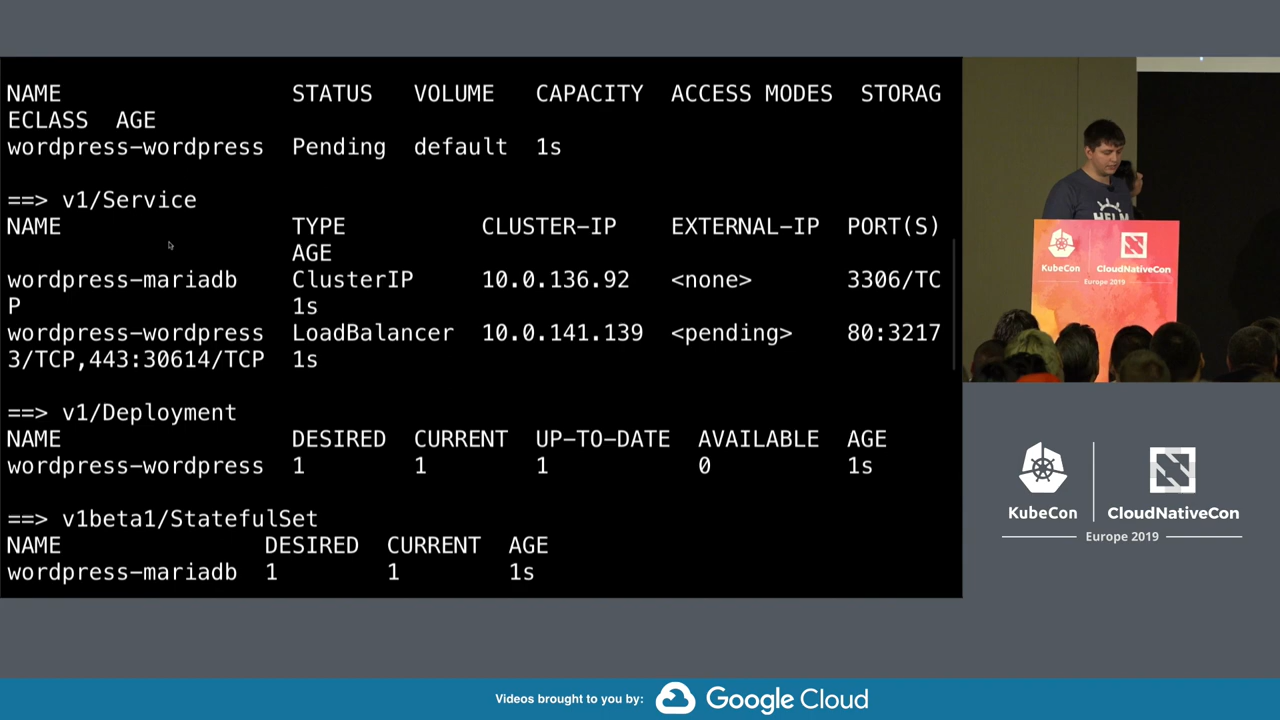 NAME STATUS VOLUME CAPACITY ACCESS MODES STORAG
ECLASS AGE
wordpress-wordpress Pending default 1s
==> v1/Service
NAME TYPE CLUSTER-IP EXTERNAL-IP PORT(S)
AGE
wordpress-mariadb ClusterIP 10.0.136.92 <none> 3306/TC
P 1s
wordpress-wordpress LoadBalancer 10.0.141.139 <pending> 80:3217
3/TCP,443:30614/TCP 1s
==> v1/Deployment
NAME DESIRED CURRENT UP-TO-DATE AVAILABLE AGE
wordpress-wordpress 1 1 1 0 1s
==> v1beta1/StatefulSet
NAME DESIRED CURRENT AGE
wordpress-mariadb 1 1 1s
HELM
KubeCon CloudNativeCon
Europe 2019
KubeCon CloudNativeCon
Europe 2019
Videos brought to you by: Google Cloud